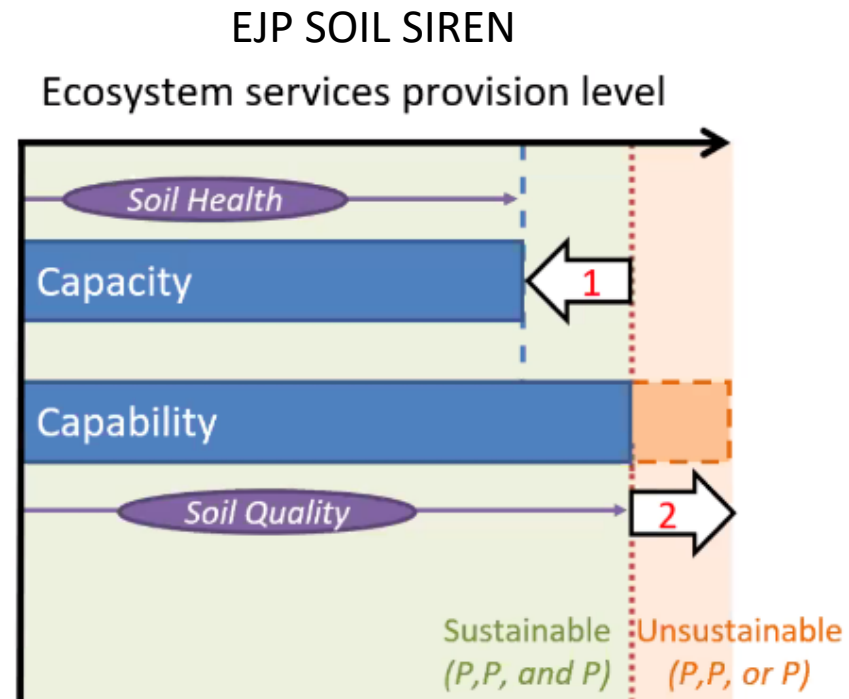 EJP SOIL SIREN
Ecosystem services provision level
Soil Health
Capacity
1
Capability
Soil Quality
2
Sustainable
(P,P, and P)
Unsustainable
(P,P, or P)